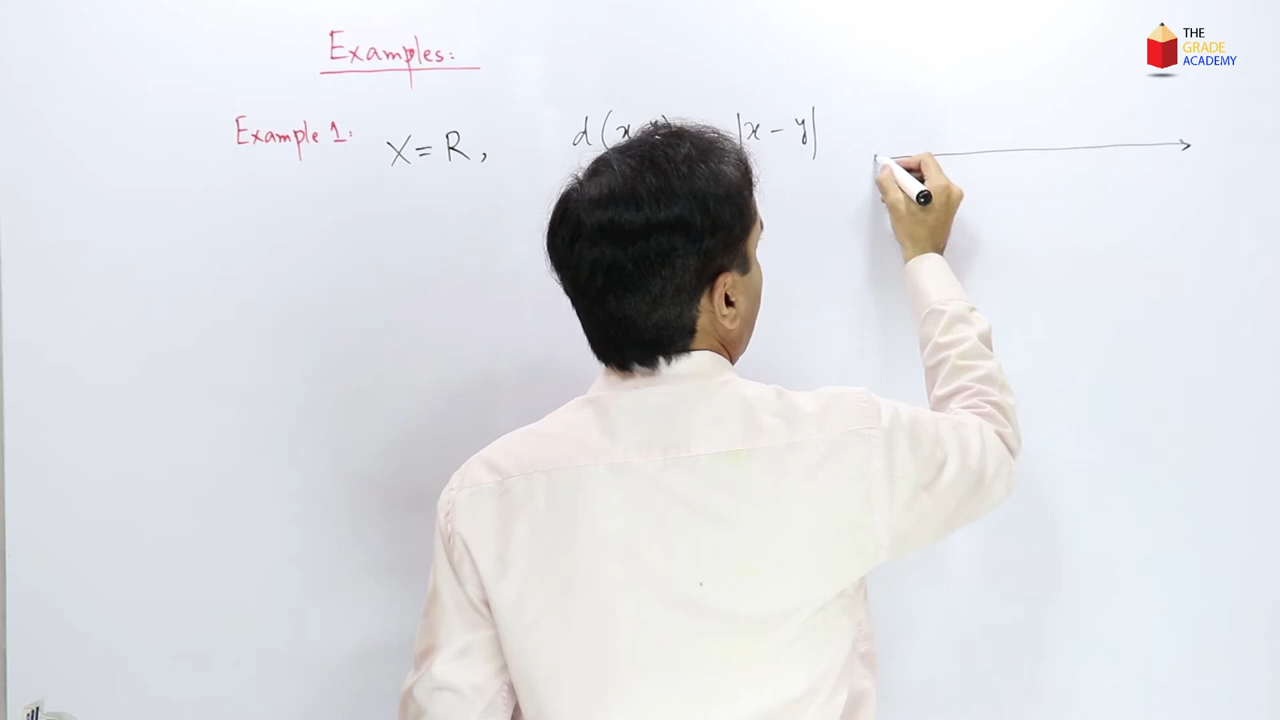 Examples:
Example 1: X = R, d(x |x - y|
THE
GRADE
ACADEMY